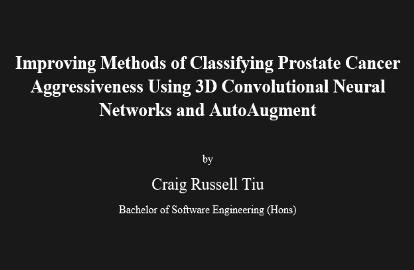 Improving Methods of Classifying Prostate Cancer
Aggressiveness Using 3D Convolutional Neural
Networks and AutoAugment
by
Craig Russell Tiu
Bachelor of Software Engineering (Hons)